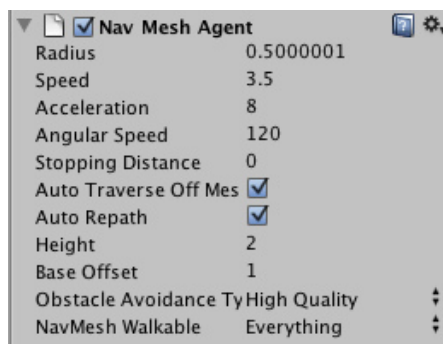 Nav Mesh Agent
Radius 0.5000001
Speed 3.5
Acceleration 8
Angular Speed 120
Stopping Distance 0
Auto Traverse Off Mes
Auto Repath
Height 2
Base Offset 1
Obstacle Avoidance Ty High Quality
NavMesh Walkable Everything